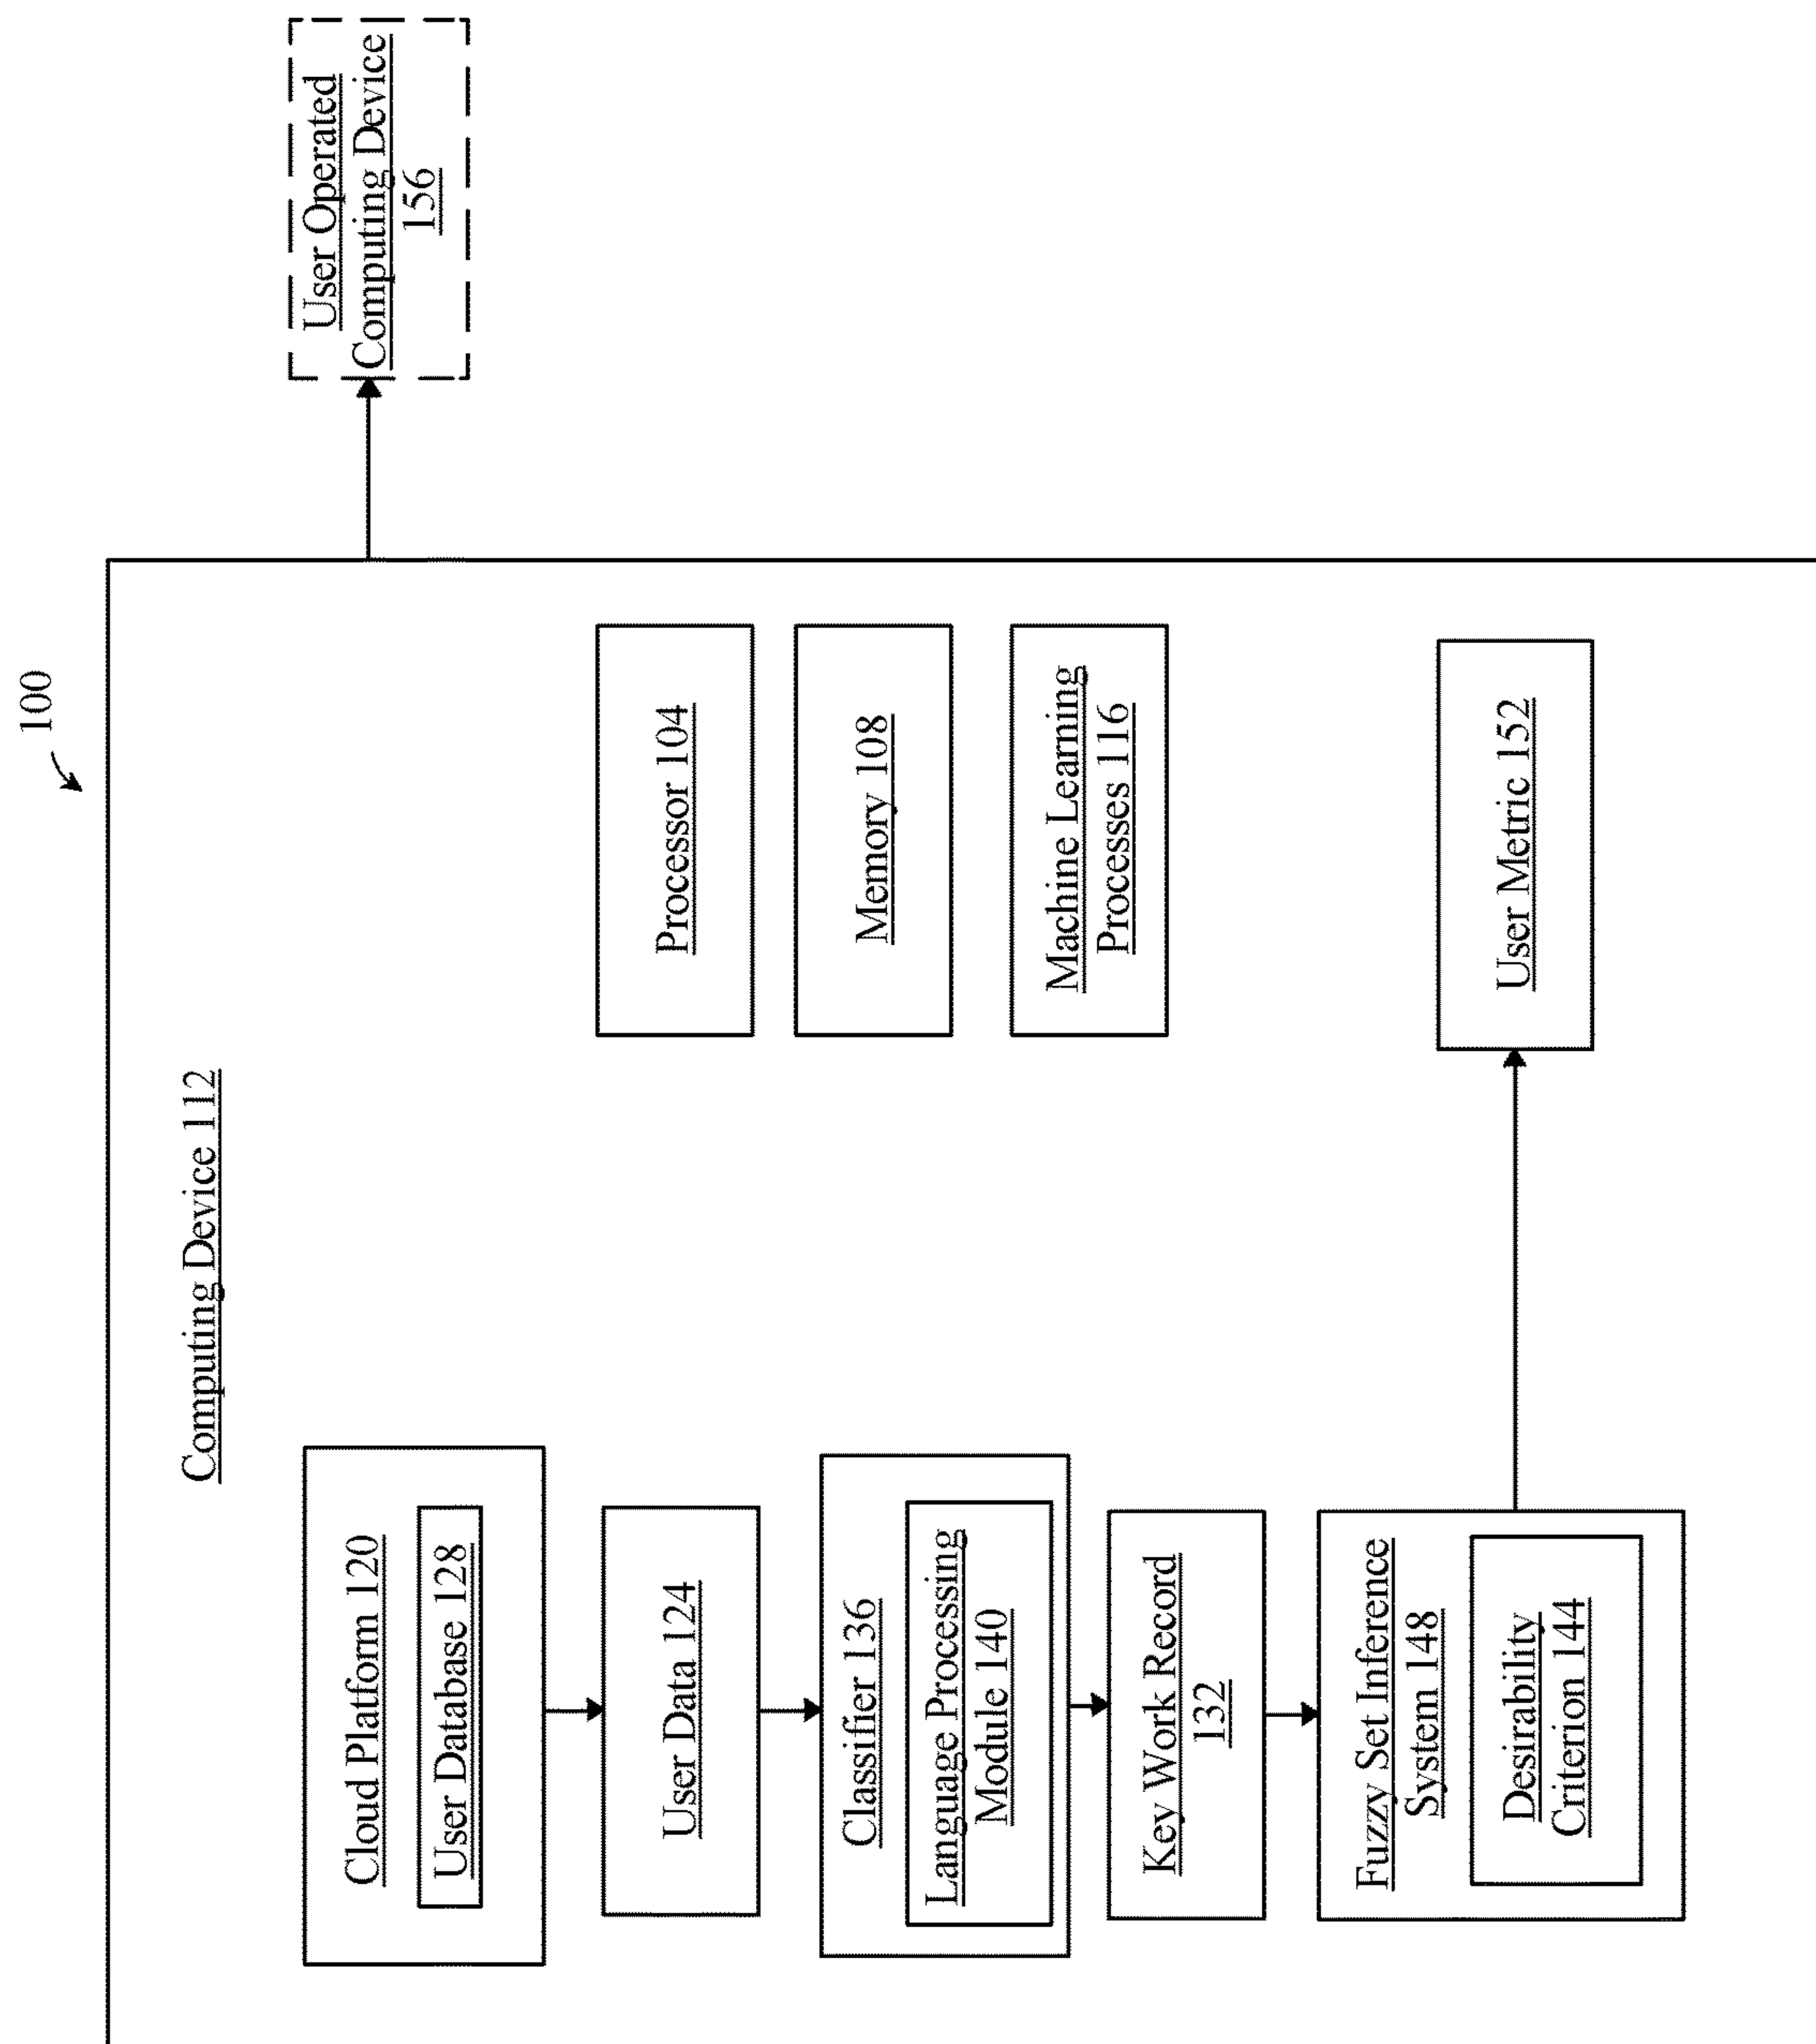 100
Computing Device 112
Cloud Platform 120
User Database 128
User Data 124
Classifier 136
Language Processing
Module 140
Key Work Record
132
Fuzzy Set Inference
System 148
Desirability
Criterion 144
Processor 104
Memory 108
Machine Learning
Processes 116
User Metric 152
User Operated
Computing Device
156